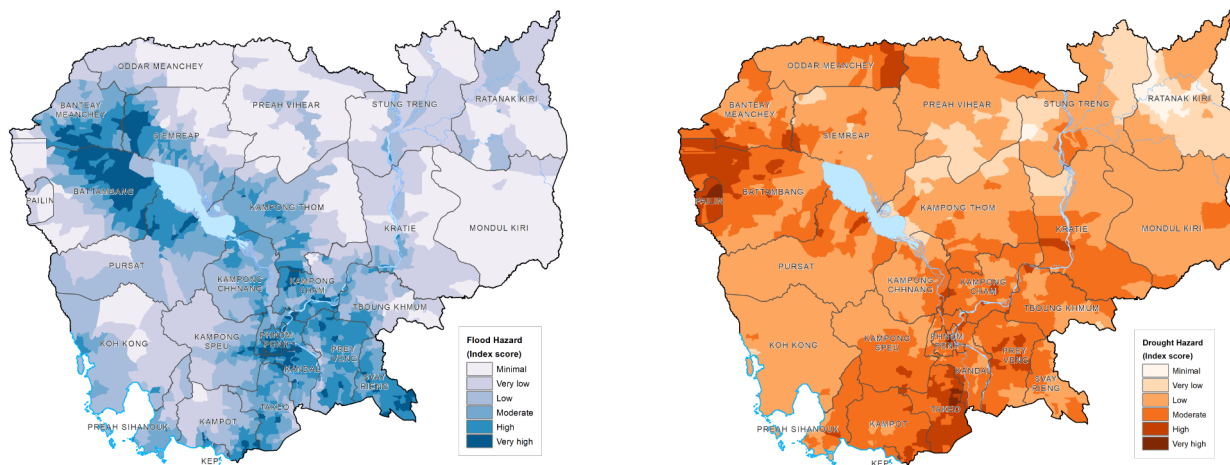 ODDAR MEANCHEY
BANTEAY
MEANCHEY
PREAH VIHEAR
STUNG TRENG
RATANAK KIRI
SIEMREAP
BATTAMBANG
PAILIN
KAMPONG THOM
KRATIE
MONDUL KIRI
PURSAT
KAMPONG
CHHNANG
KAMPONG
CHAM
TBOUNG KHMUM
KOH KONG
KAMPONG
SPEU
PHNOM
PENH
PREY
VENG
KANDAL
SVAY
RIENG
TAKEO
PREAH SIHANOUK
KAMPOT
KEP
Flood Hazard
(Index score)
Minimal
Very low
Low
Moderate
High
Very high
ODDAR MEANCHEY
BANTEAY
MEANCHEY
PREAH VIHEAR
STUNG TRENG
RATANAK KIRI
SIEMREAP
BATTAMBANG
PAILIN
KAMPONG THOM
KRATIE
MONDUL KIRI
PURSAT
KAMPONG
CHHNANG
KAMPONG
CHAM
TBOUNG KHMUM
KOH KONG
KAMPONG
SPEU
PHNOM
PENH
PREY
VENG
KANDAL
SVAY
RIENG
TAKEO
PREAH SIHANOUK
KAMPOT
KEP
Drought Hazard
(Index score)
Minimal
Very low
Low
Moderate
High
Very high